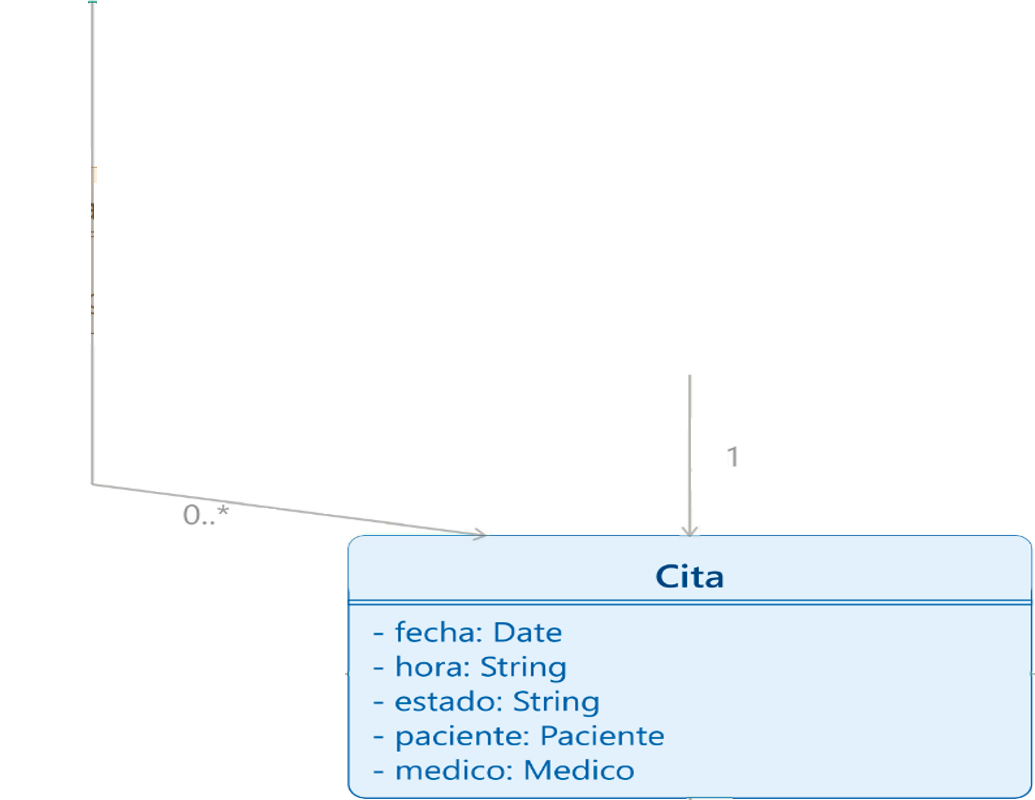 1
0..*
Cita
- fecha: Date
- hora: String
- estado: String
- paciente: Paciente
- medico: Medico